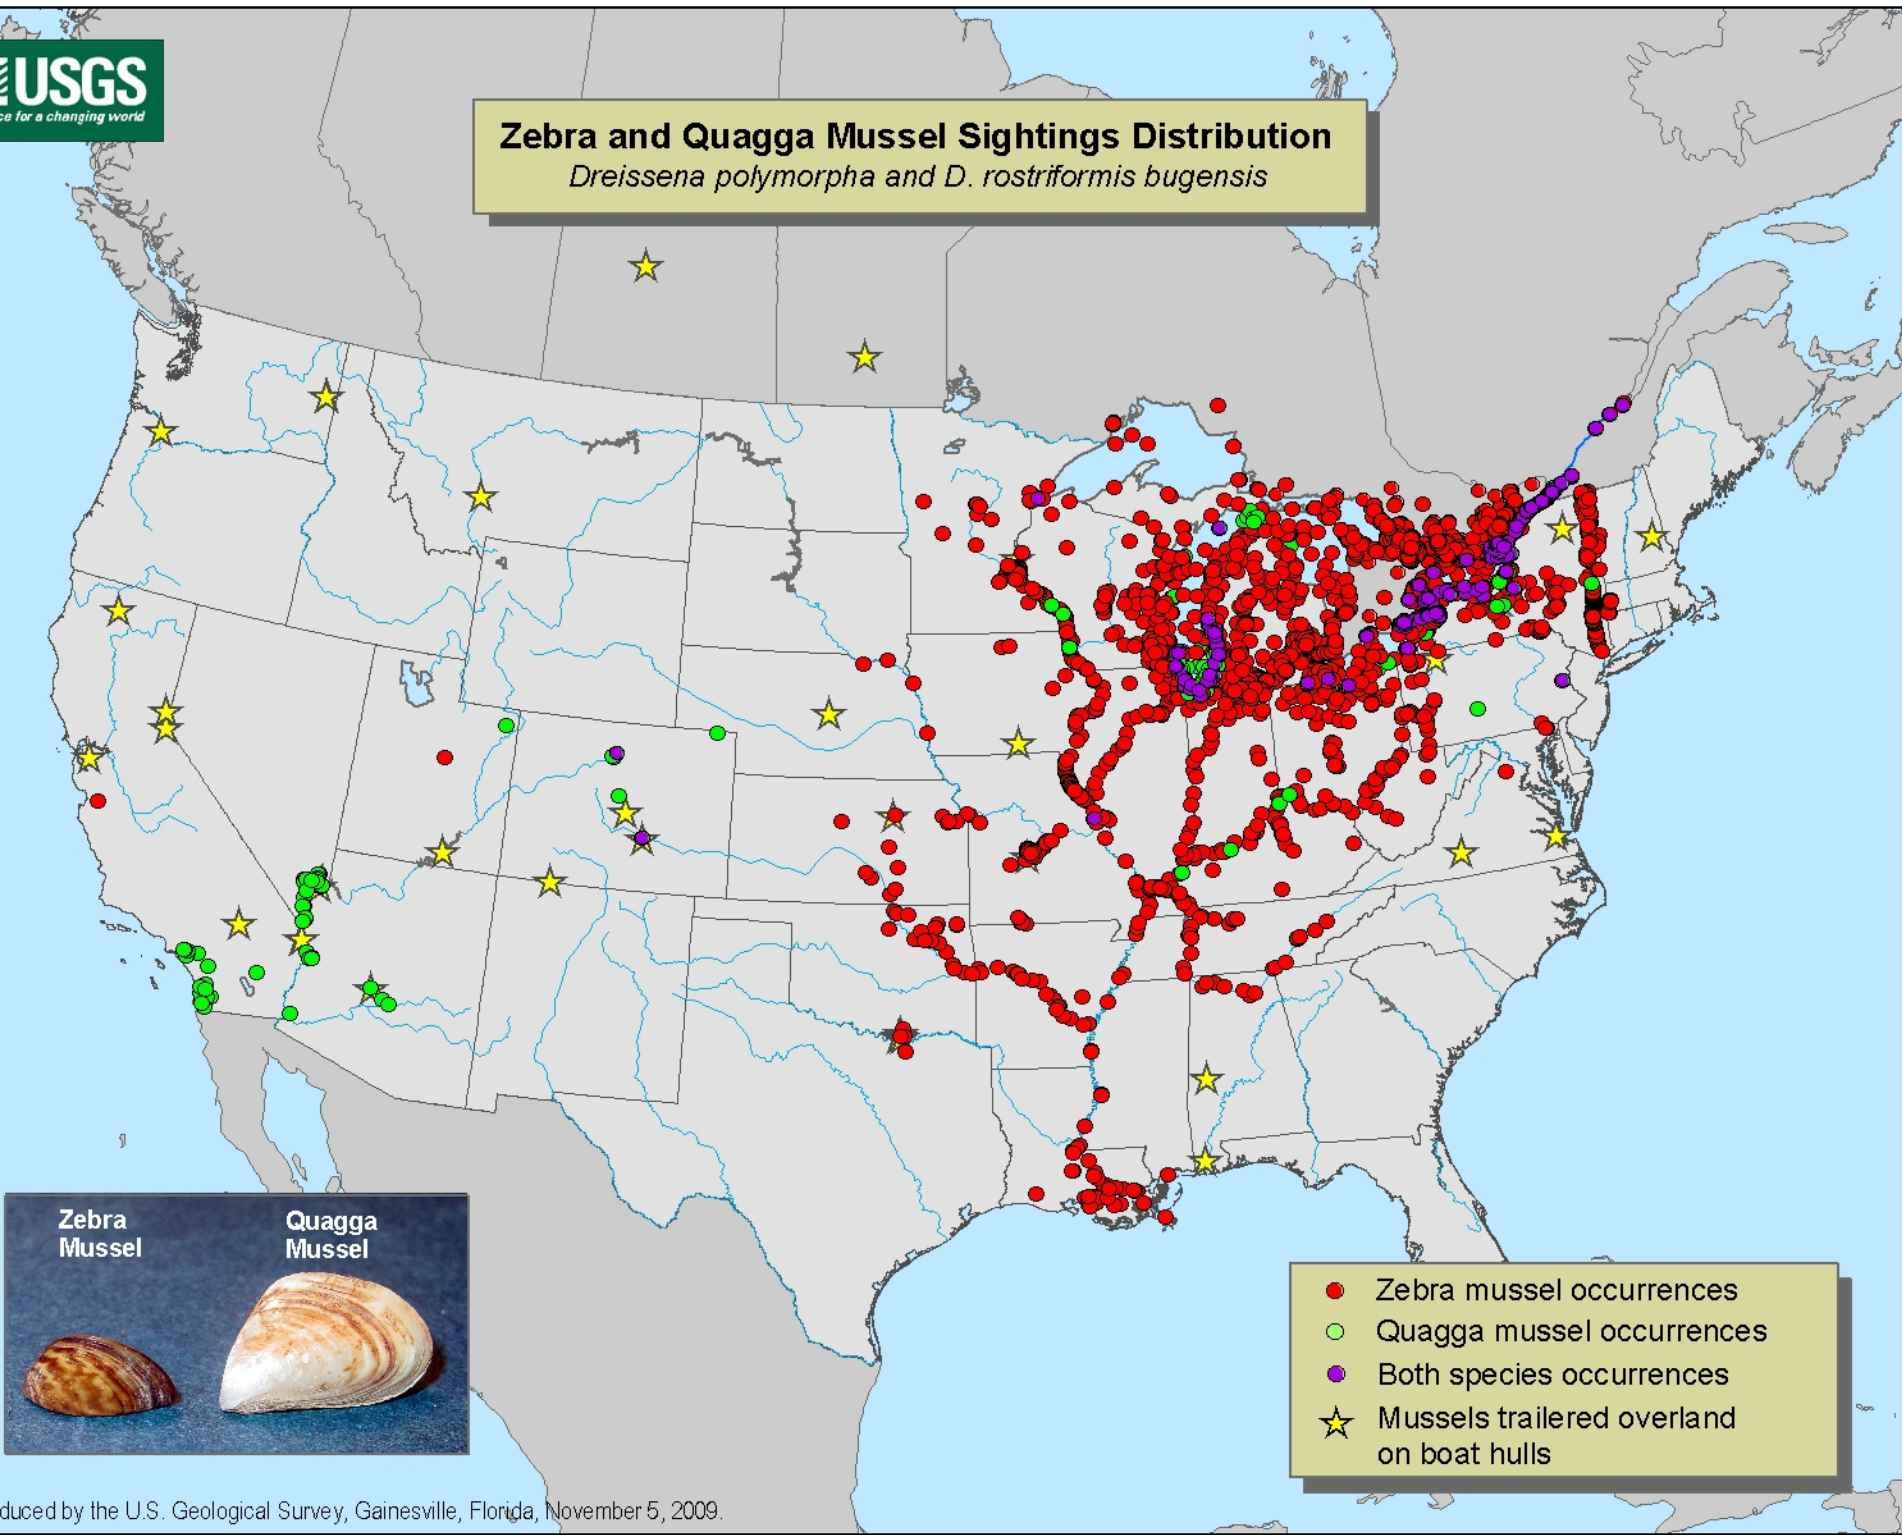 USGS
ce for a changing world
Zebra and Quagga Mussel Sightings Distribution
Dreissena polymorpha and D. rostriformis bugensis
Zebra
Mussel
Quagga
Mussel
Zebra mussel occurrences
Quagga mussel occurrences
Both species occurrences
Mussels trailered overland
on boat hulls
duced by the U.S. Geological Survey, Gainesville, Florida, November 5, 2009.